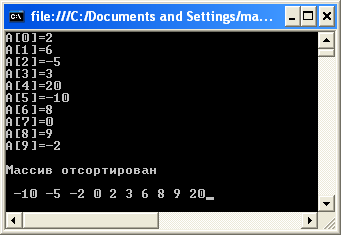 file:///C:/Documents and Settings/ma...
A[0]=2
A[1]=6
A[2]=-5
A[3]=3
A[4]=20
A[5]=-10
A[6]=8
A[7]=0
A[8]=9
A[9]=-2
Массив отсортирован
-10 -5 -2 0 2 3 6 8 9 20_